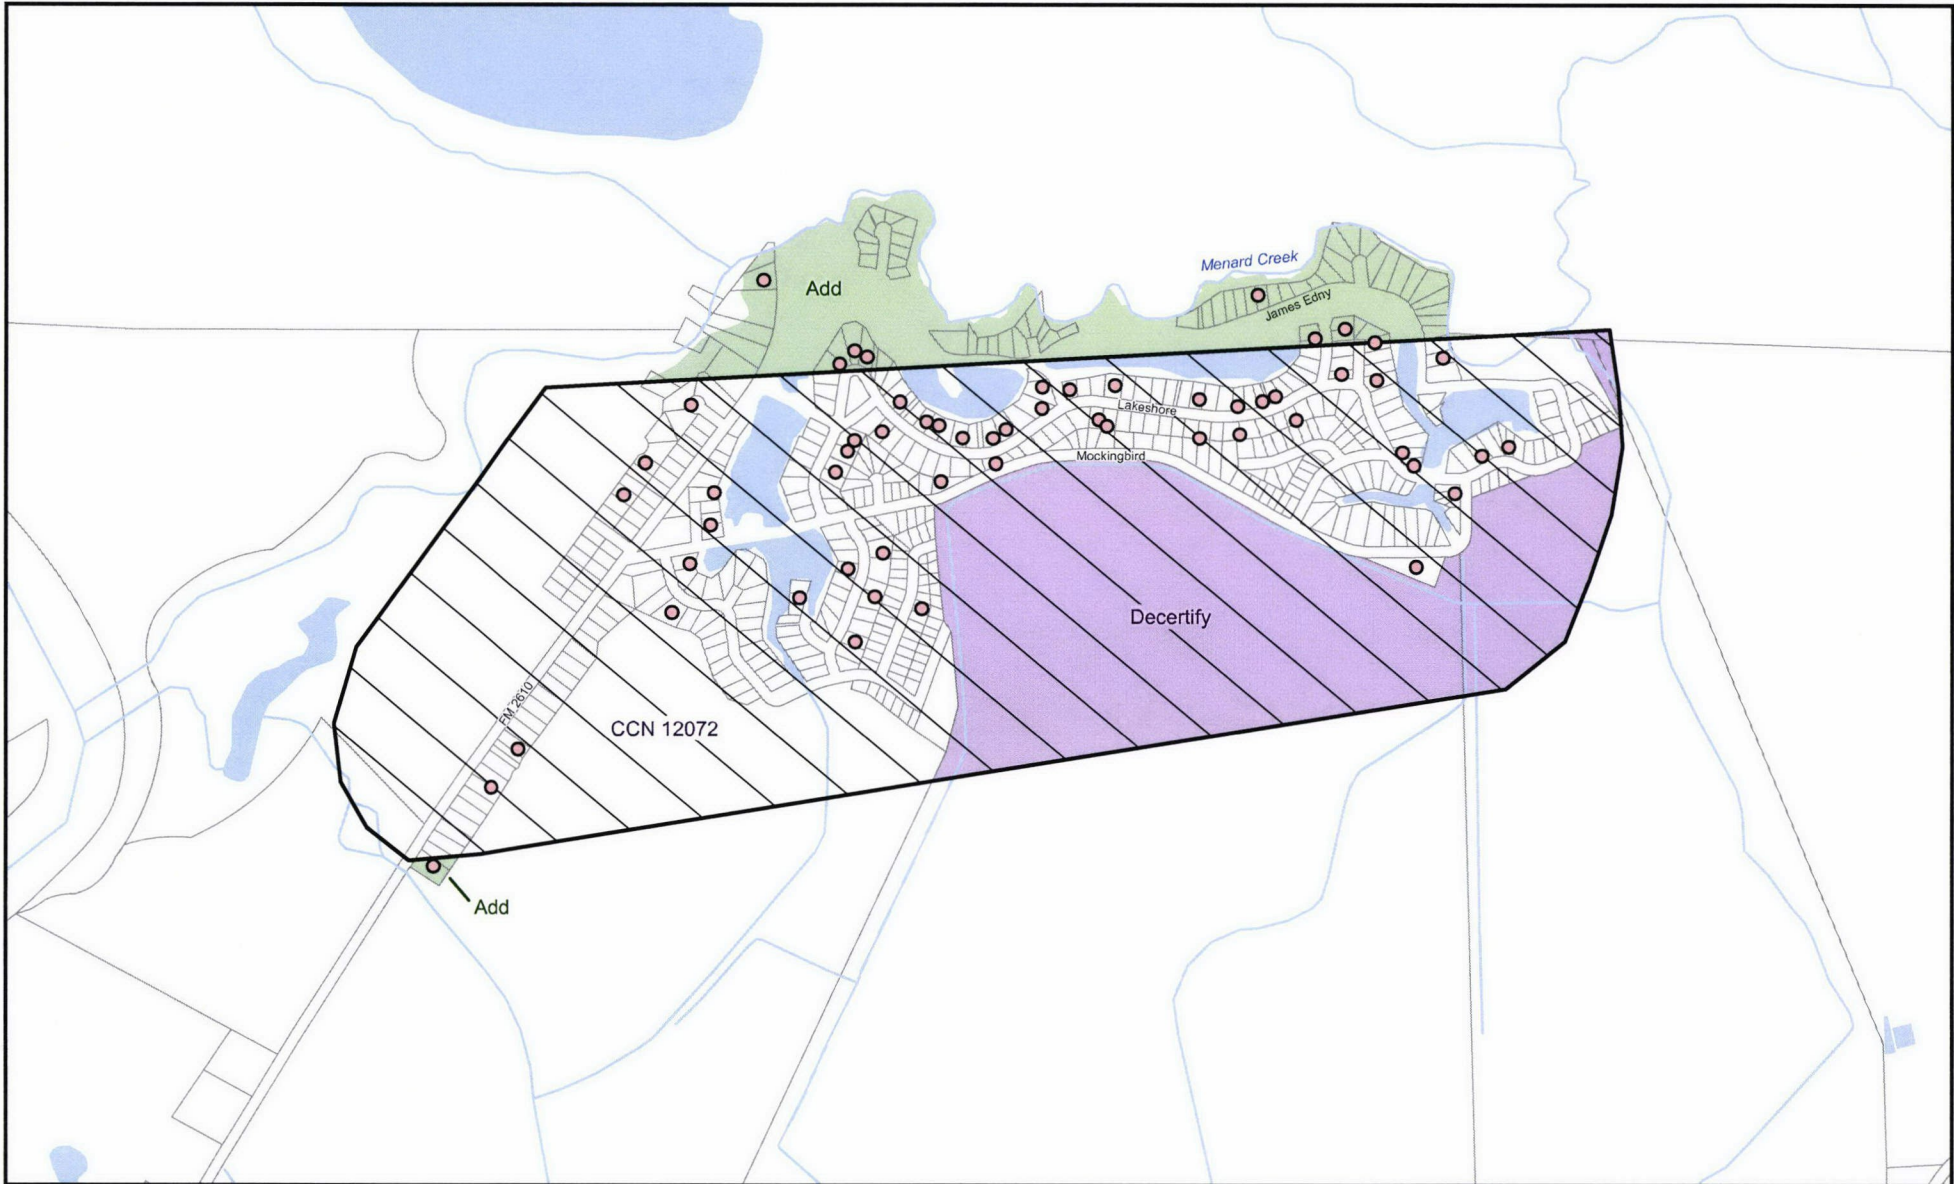 Menard Creek
Add
James Edny
Lakeshore
Mockingbird
Decertify
FM 2610
CCN 12072
Add